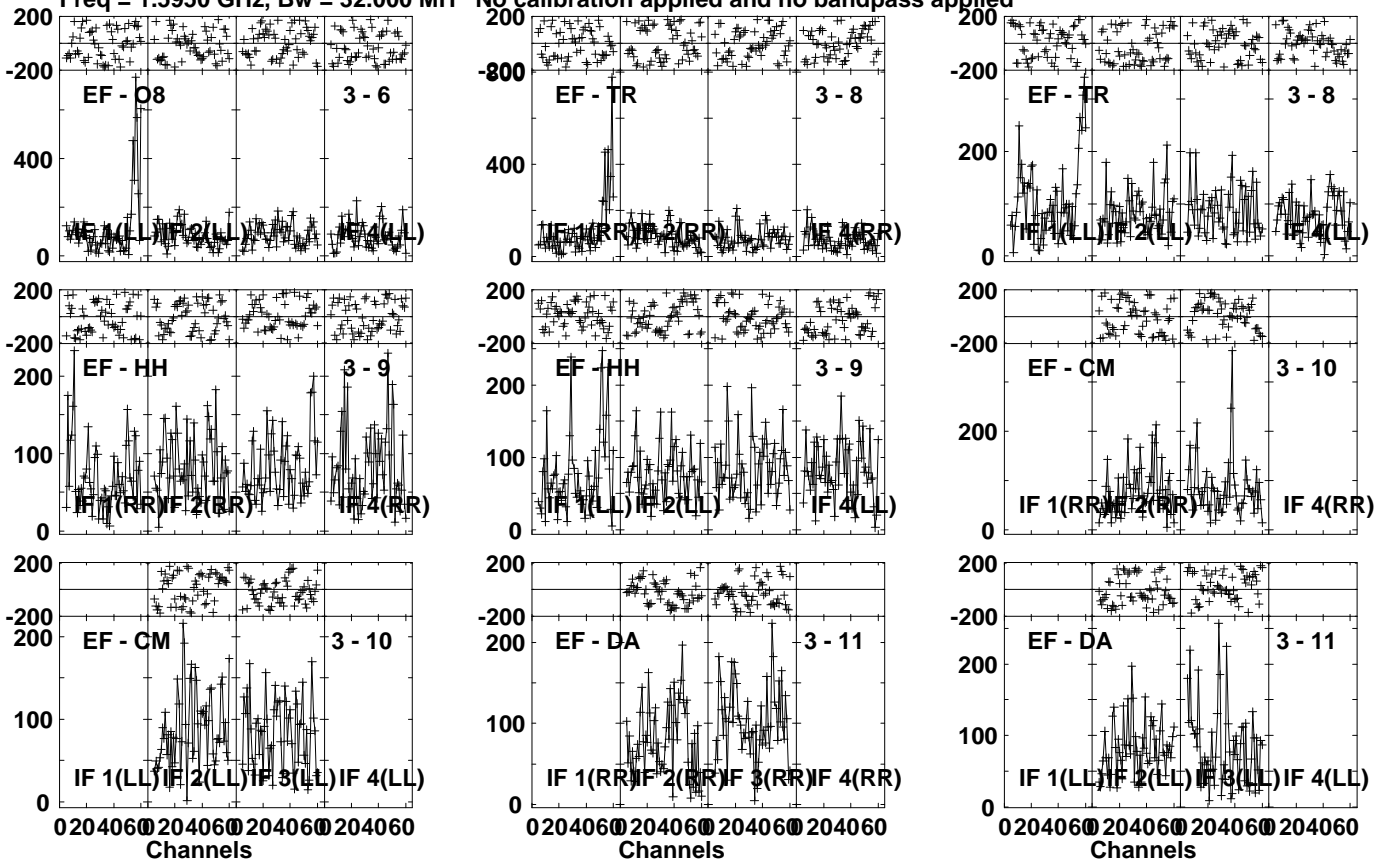 Freq = 1.5950 GHz, Bw = 32.000 MH No calibration applied and no bandpass applied
200
-200
EF - O8 3 - 6
400
0
IF 1(LL) IF 2(LL) IF 4(LL)
200
-200
800
EF - TR 3 - 8
400
0
IF 1(RR) IF 2(RR) IF 4(RR)
200
-200
EF - TR 3 - 8
200
0
IF 1(LL) IF 2(LL) IF 4(LL)
200
-200
EF - HH 3 - 9
200
100
0
IF 1(RR) IF 2(RR) IF 4(RR)
200
-200
EF - HH 3 - 9
200
100
0
IF 1(LL) IF 2(LL) IF 4(LL)
200
-200
EF - CM 3 - 10
200
0
IF 1(RR) IF 2(RR) IF 4(RR)
200
-200
EF - CM 3 - 10
200
100
0
IF 1(LL) IF 2(LL) IF 3(LL) IF 4(LL)
0 20 40 60 0 20 40 60 0 20 40 60 0 20 40 60
Channels
200
-200
EF - DA 3 - 11
200
100
0
IF 1(RR) IF 2(RR) IF 3(RR) IF 4(RR)
0 20 40 60 0 20 40 60 0 20 40 60 0 20 40 60
Channels
200
-200
EF - DA 3 - 11
200
100
0
IF 1(LL) IF 2(LL) IF 3(LL) IF 4(LL)
0 20 40 60 0 20 40 60 0 20 40 60 0 20 40 60
Channels